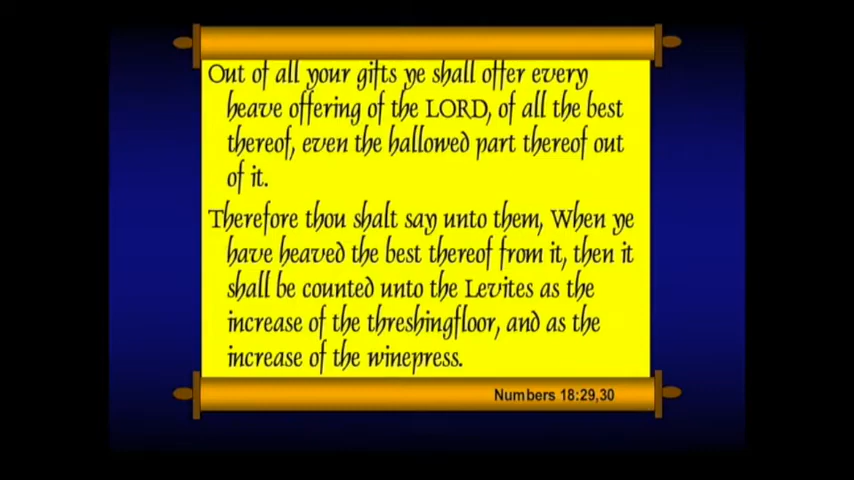 Out of all your gifts ye shall offer every
heave offering of the LORD, of all the best
thereof, even the hallowed part thereof out
of it.
Therefore thou shalt say unto them, When ye
have heaved the best thereof from it, then it
shall be counted unto the Levites as the
increase of the threshingfloor, and as the
increase of the winepress.
Numbers 18:29,30